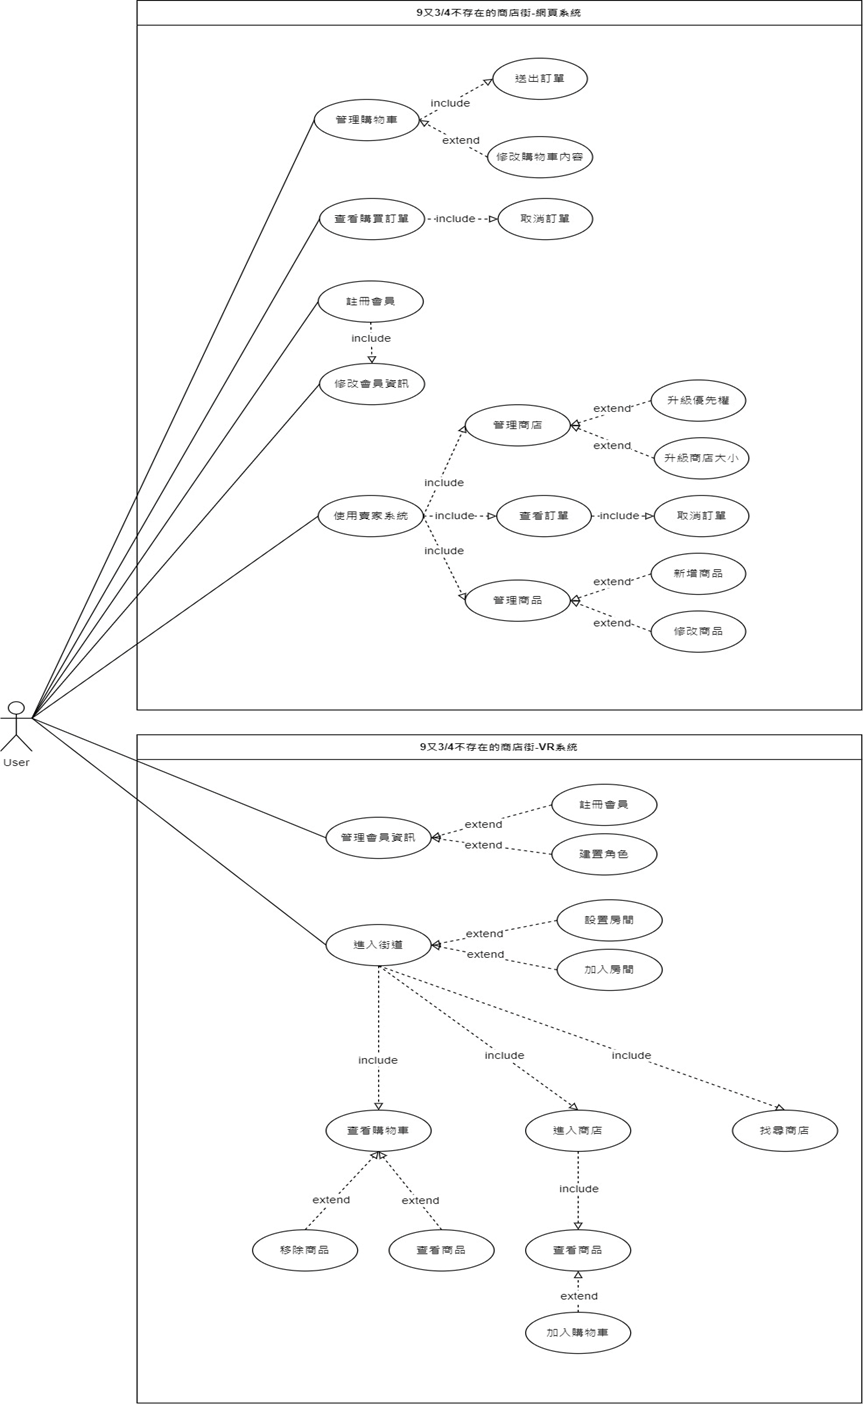 9又3/4不存在的商店街-網頁系統
送出訂單
include
管理購物車
extend
修改購物車內容
查看購買訂單
include
取消訂單
註冊會員
include
修改會員資訊
升級優先權
extend
管理商店
extend
升級商店大小
include
使用賣家系統
include
查看訂單
include
取消訂單
include
新增商品
extend
管理商品
extend
修改商品
User
9又3/4不存在的商店街-VR系統
註冊會員
extend
管理會員資訊
extend
建置角色
設置房間
extend
進入街道
extend
加入房間
include
include
include
查看購物車
進入商店
找尋商店
extend
extend
include
移除商品
查看商品
查看商品
extend
加入購物車